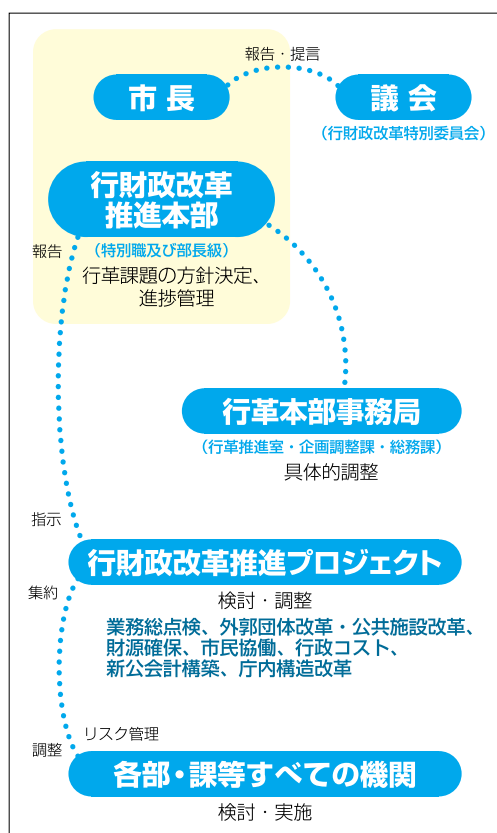 報告・提言
市長
議会
(行財政改革特別委員会)
行財政改革
推進本部
(特別職及び部長級)
報告
行革課題の方針決定、
進捗管理
行革本部事務局
(行革推進室・企画調整課・総務課)
具体的調整
指示
行財政改革推進プロジェクト
集約
検討・調整
業務総点検、外郭団体改革・公共施設改革、
財源確保、市民協働、行政コスト、
新公会計構築、庁内構造改革
リスク管理
調整
各部・課等すべての機関
検討・実施